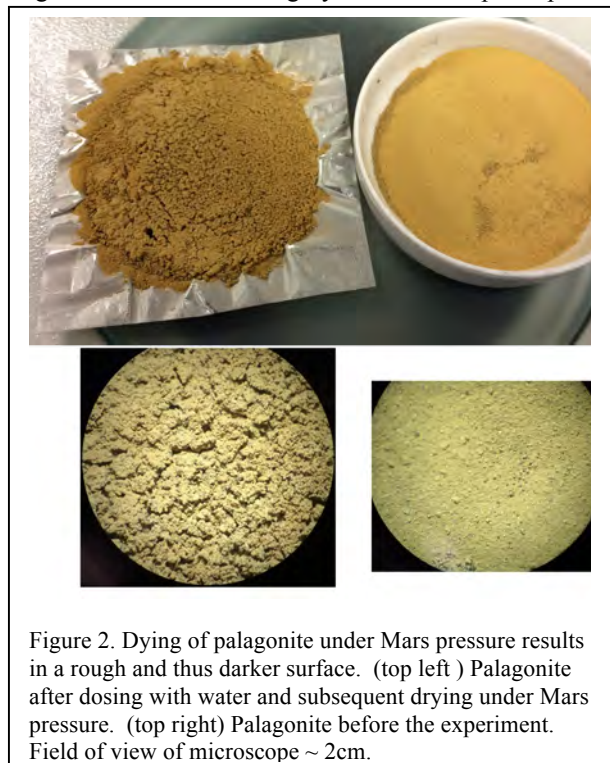 Figure 2. Dying of palagonite under Mars pressure results
in a rough and thus darker surface. (top left ) Palagonite
after dosing with water and subsequent drying under Mars
pressure. (top right) Palagonite before the experiment.
Field of view of microscope ~ 2cm.